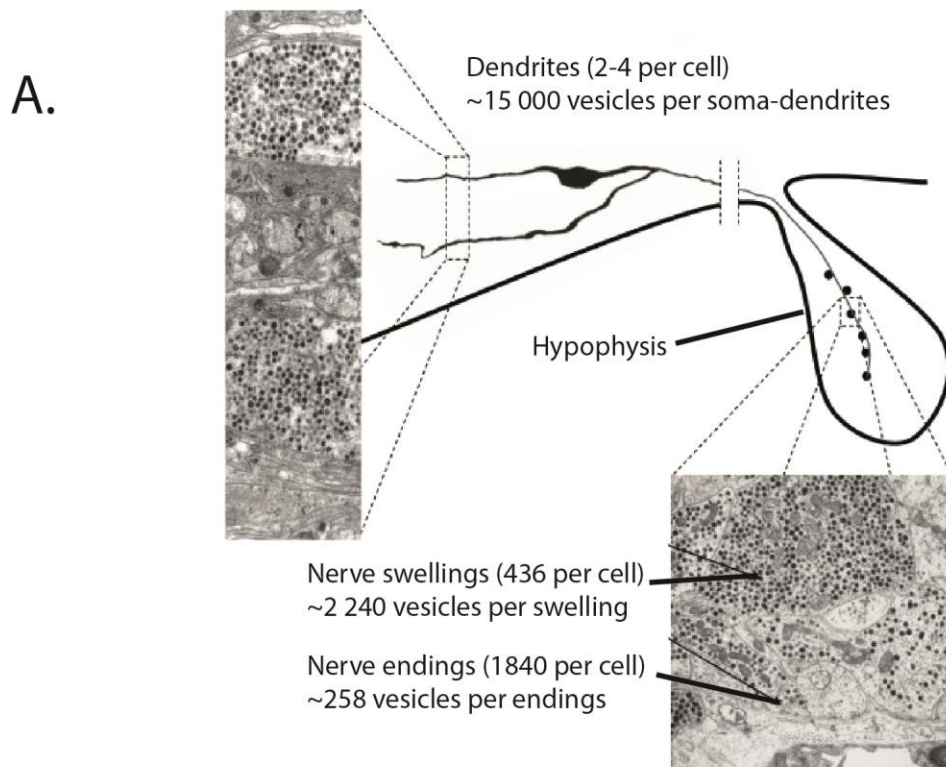 A.
Dendrites (2-4 per cell)
~15 000 vesicles per soma-dendrites
Hypophysis
Nerve swellings (436 per cell)
~2 240 vesicles per swelling
Nerve endings (1840 per cell)
~258 vesicles per endings